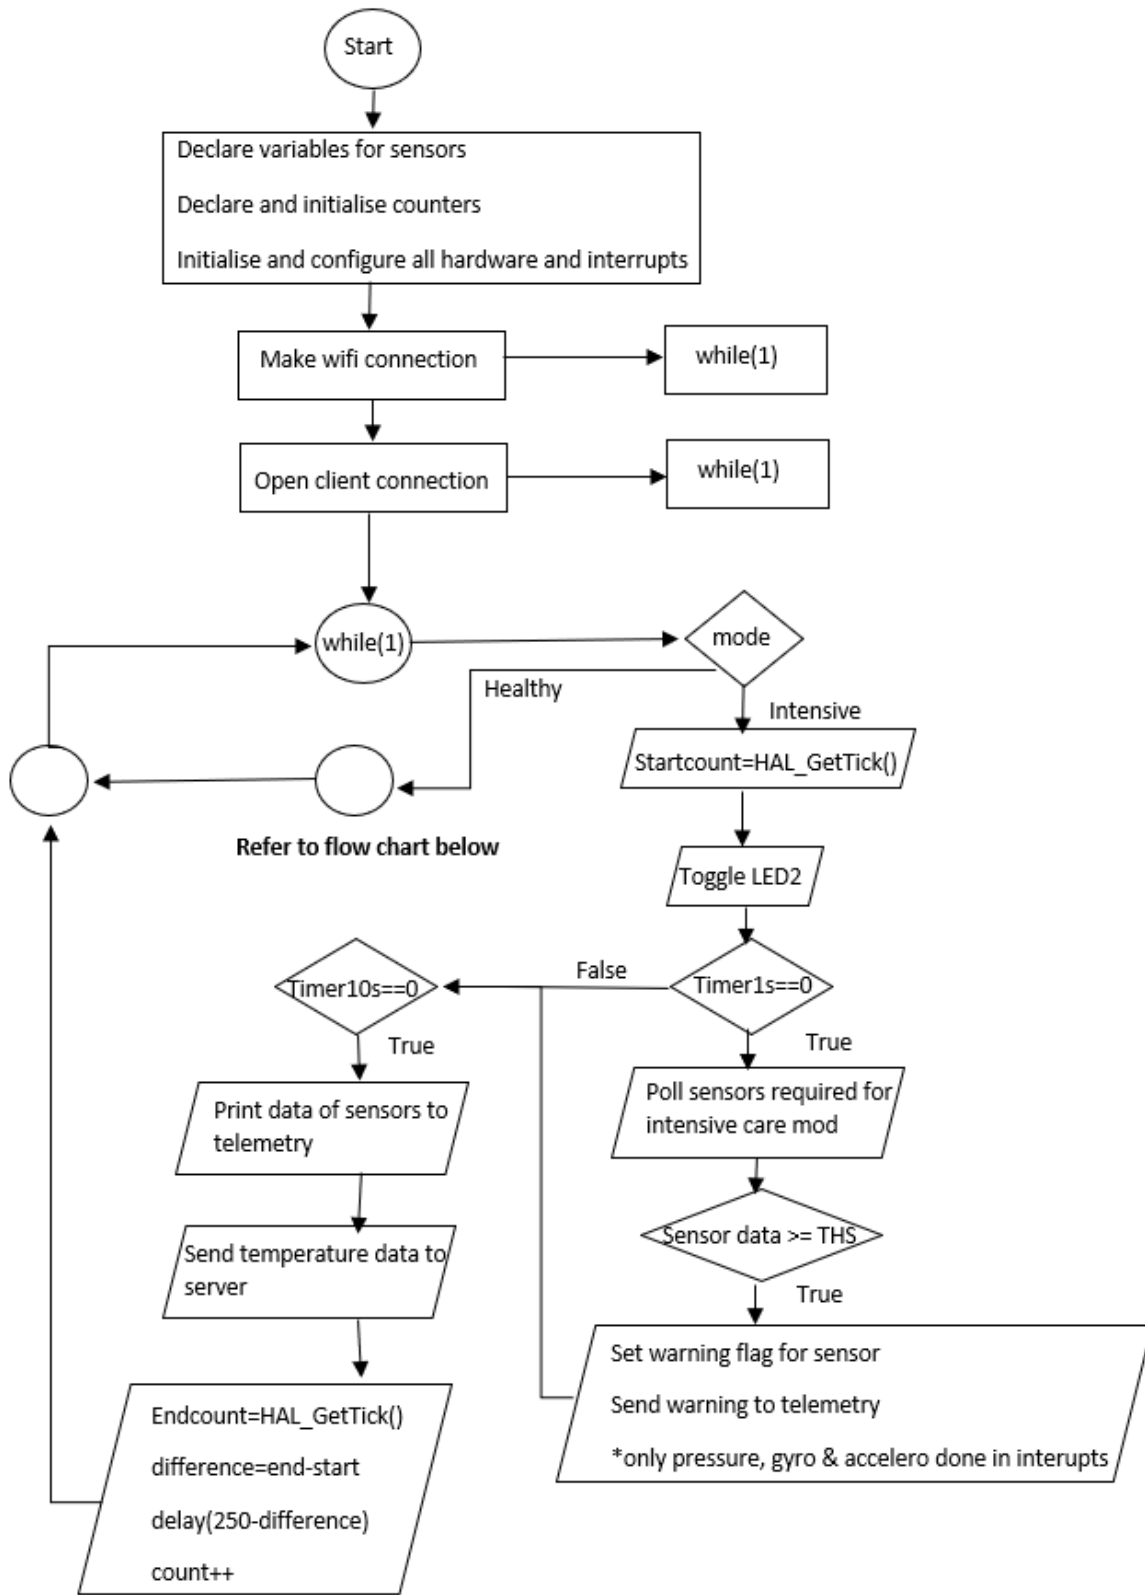 Start
Declare variables for sensors
Declare and initialise counters
Initialise and configure all hardware and interrupts
Make wifi connection
while(1)
Open client connection
while(1)
while(1)
mode
Healthy
Intensive
Startcount=HAL_GetTick()
Refer to flow chart below
Toggle LED2
Timer10s==0
False
Timer1s==0
True
True
Print data of sensors to
telemetry
Poll sensors required for
intensive care mod
Send temperature data to
server
Sensor data >= THS
True
Set warning flag for sensor
Send warning to telemetry
*only pressure, gyro & accelero done in interupts
Endcount=HAL_GetTick()
difference=end-start
delay(250-difference)
count++